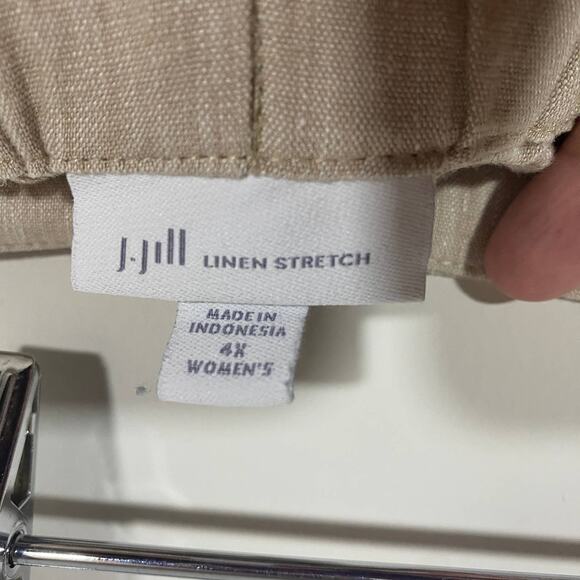 J.Jill LINEN STRETCH
MADE IN
INDONESIA
4X
WOMEN'S